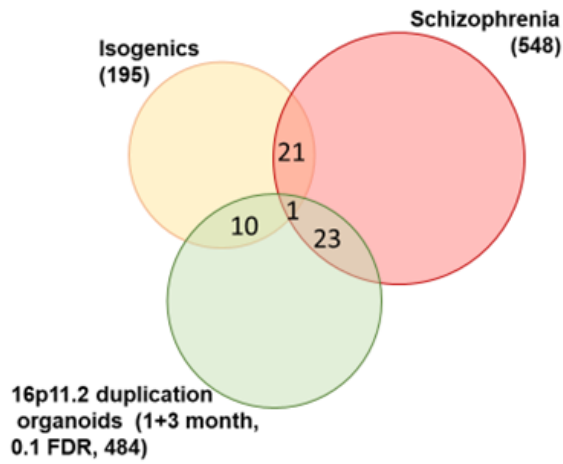 Schizophrenia
(548)
Isogenics
(195)
21
1
10
23
16p11.2 duplication
organoids (1+3 month,
0.1 FDR, 484)